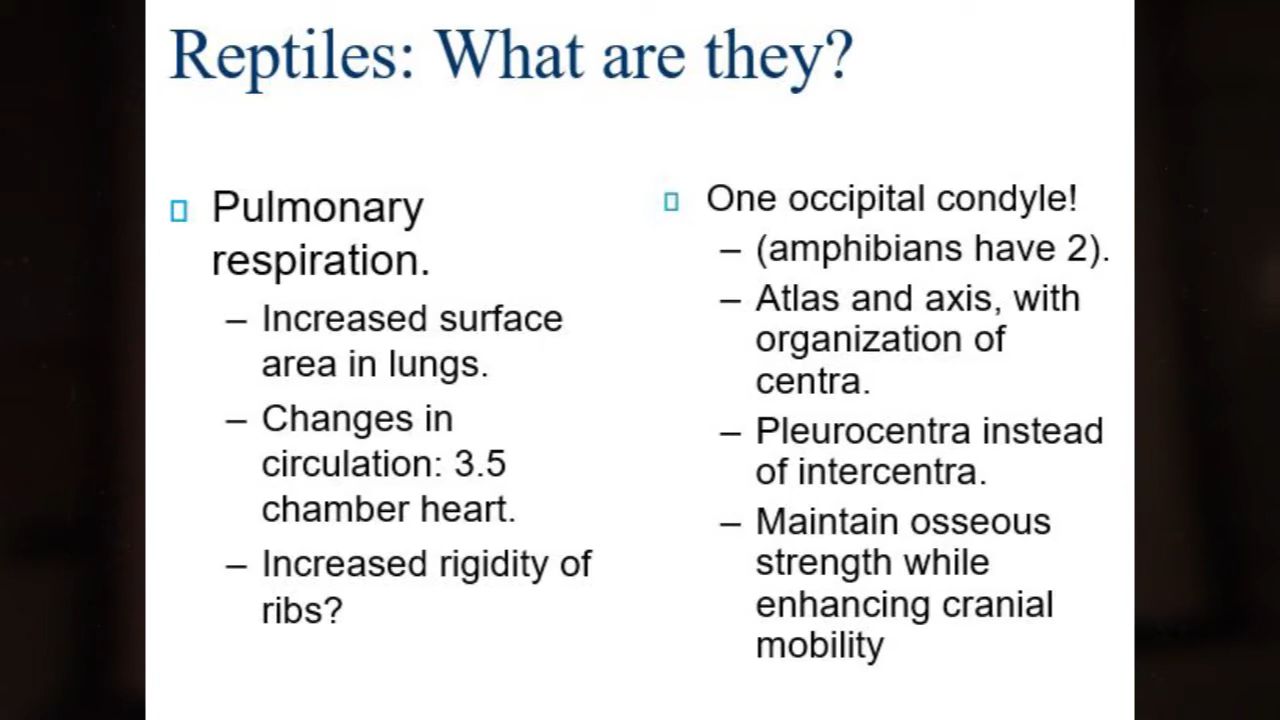 Reptiles: What are they?
Pulmonary
respiration.
– Increased surface
area in lungs.
– Changes in
circulation: 3.5
chamber heart.
– Increased rigidity of
ribs?
One occipital condyle!
– (amphibians have 2).
– Atlas and axis, with
organization of
centra.
– Pleurocentra instead
of intercentra.
– Maintain osseous
strength while
enhancing cranial
mobility